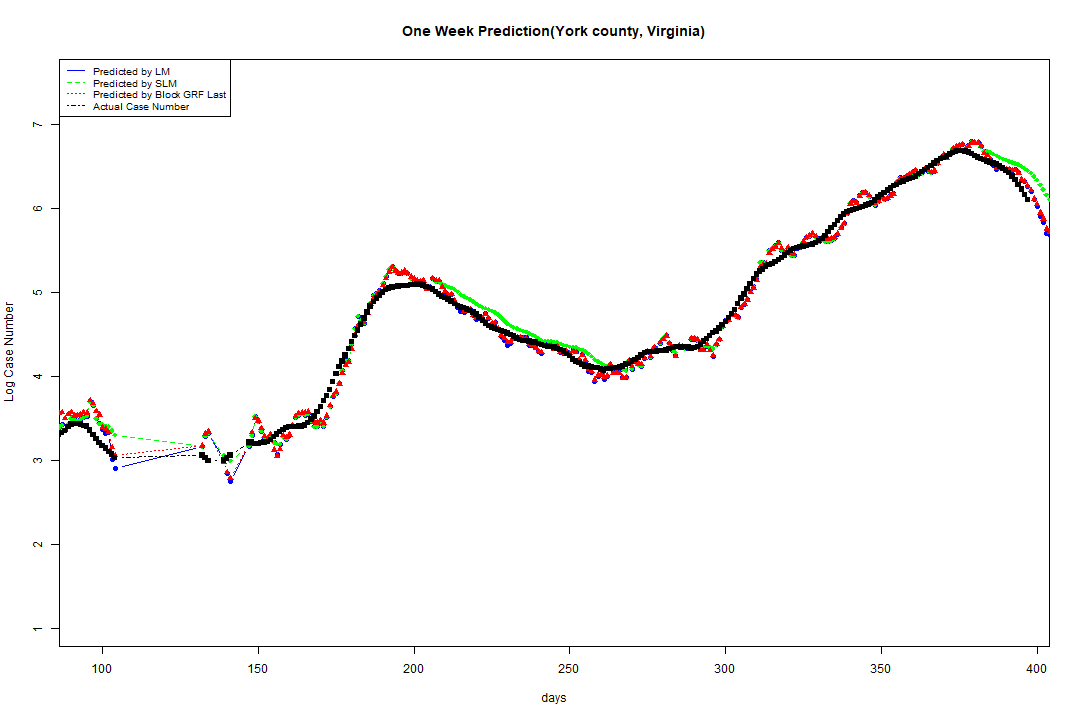 One Week Prediction(York county, Virginia)
Predicted by LM
Predicted by SLM
Predicted by Block GRF Last
Actual Case Number
Log Case Number
7
6
5
4
3
2
1
100 150 200 250 300 350 400
days